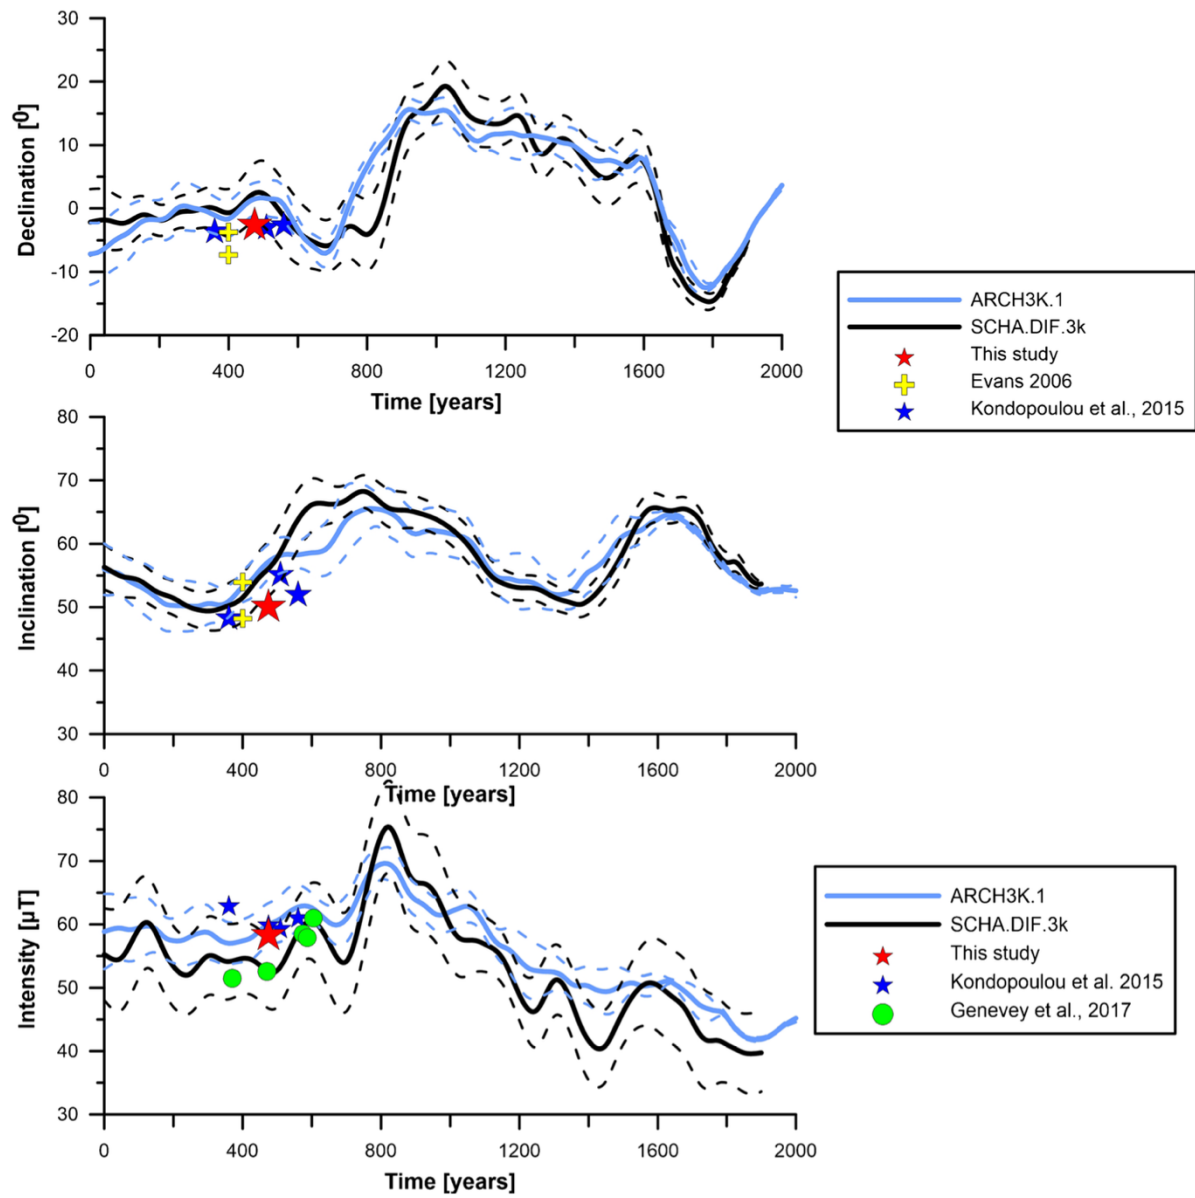 30
20
10
0
-10
-20
Declination [0]
0 400 800 1200 1600 2000
Time [years]
ARCH3K.1
SCHA.DIF.3k
This study
Evans 2006
Kondopoulou et al., 2015
80
70
60
50
40
30
Inclination [0]
0 400 800 1200 1600 2000
Time [years]
80
70
60
50
40
30
Intensity [µT]
0 400 800 1200 1600 2000
Time [years]
ARCH3K.1
SCHA.DIF.3k
This study
Kondopoulou et al. 2015
Genevey et al., 2017